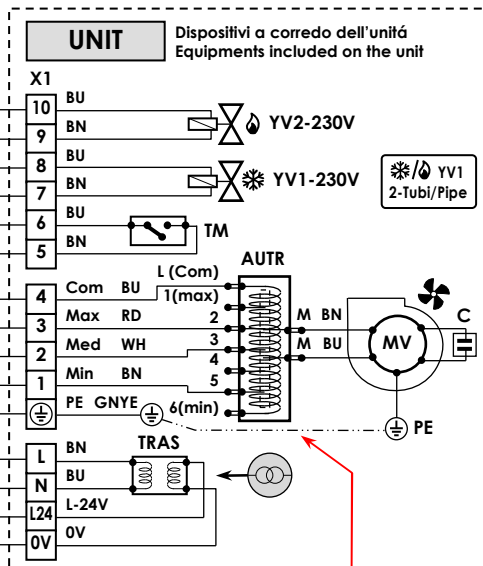 UNIT
Dispositivi a corredo dell'unitá
Equipments included on the unit
X1
10 BU
9 BN
YV2-230V
8 BU
7 BN
YV1-230V
YV1
2-Tubi/Pipe
6 BU
5 BN
TM
AUTR
L (Com)
4 Com BU
1(max)
3 Max RD
2
2 Med WH
3
4
1 Min BN
5
PE GNYE
6(min)
M BN
M BU
MV
C
PE
TRAS
L BN
N BU
L24 L-24V
0V 0V